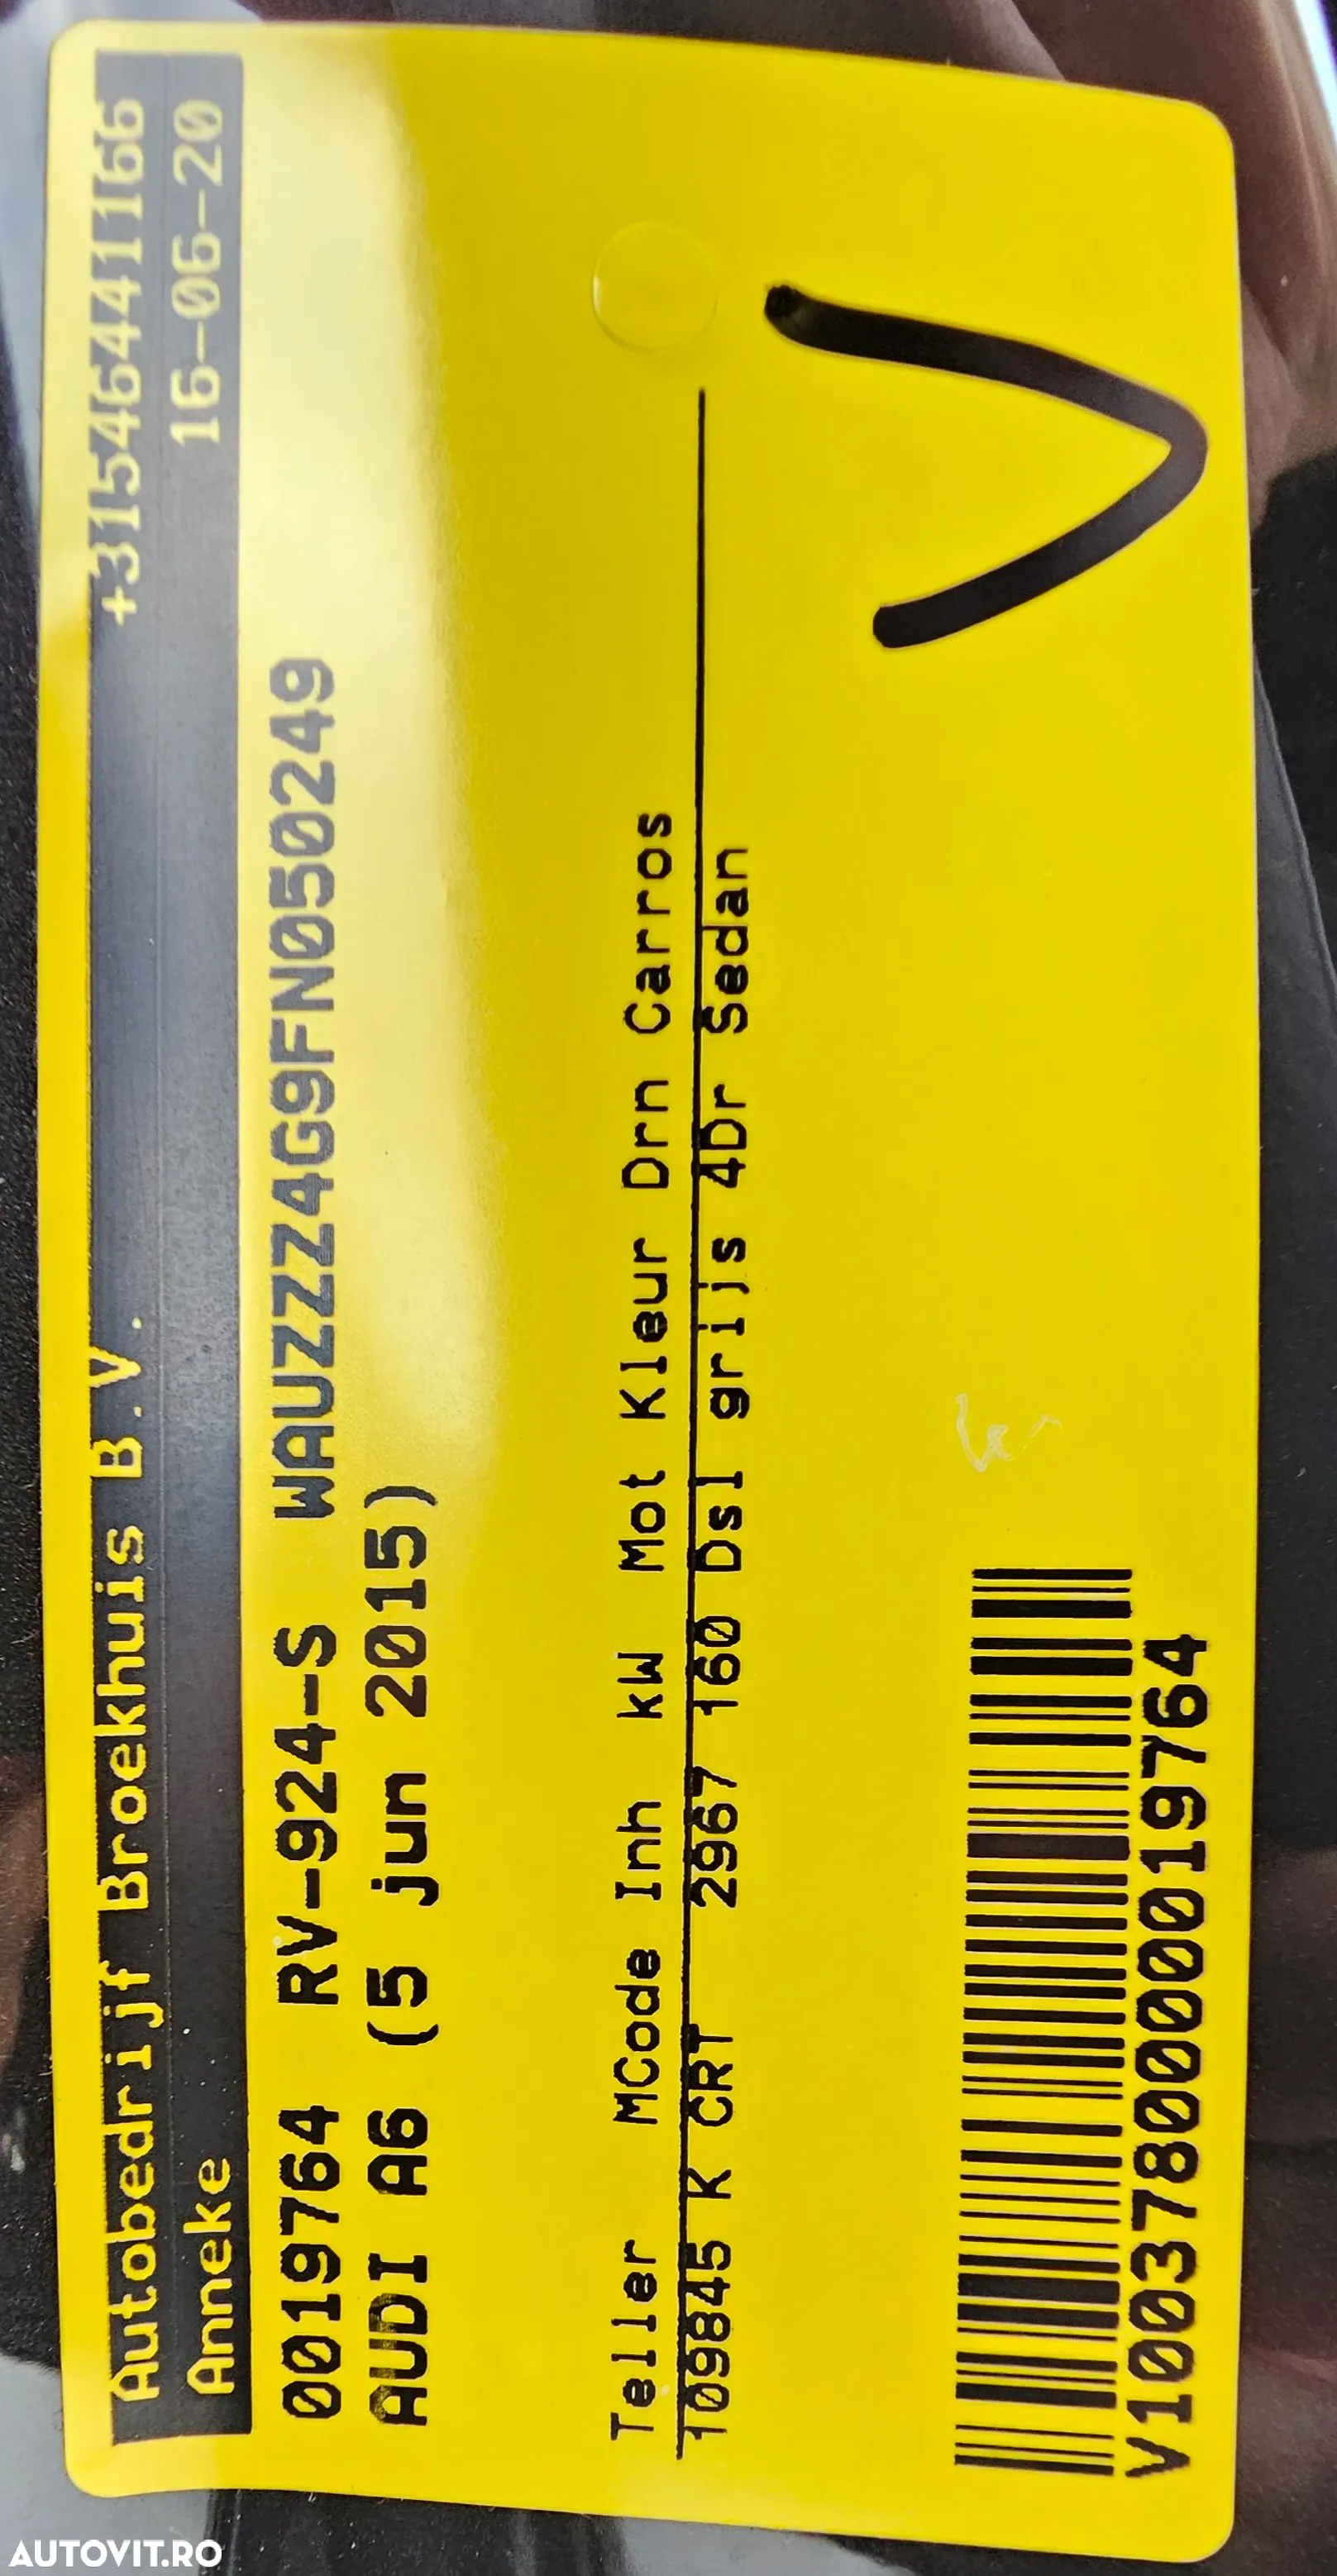 Autobedrijf Broekhuis B.V. +31546441166
Anneke 16-06-20
0019764 RV-924-S WAUZZZ4G9FN050249
AUDI A6 (5 jun 2015)
Teller MCode Inh kW Mot Kleur Drn Carros
109845 K CRT 2967 160 Dsl grijs 4Dr Sedan
V10037800000019764
AUTOVIT.RO